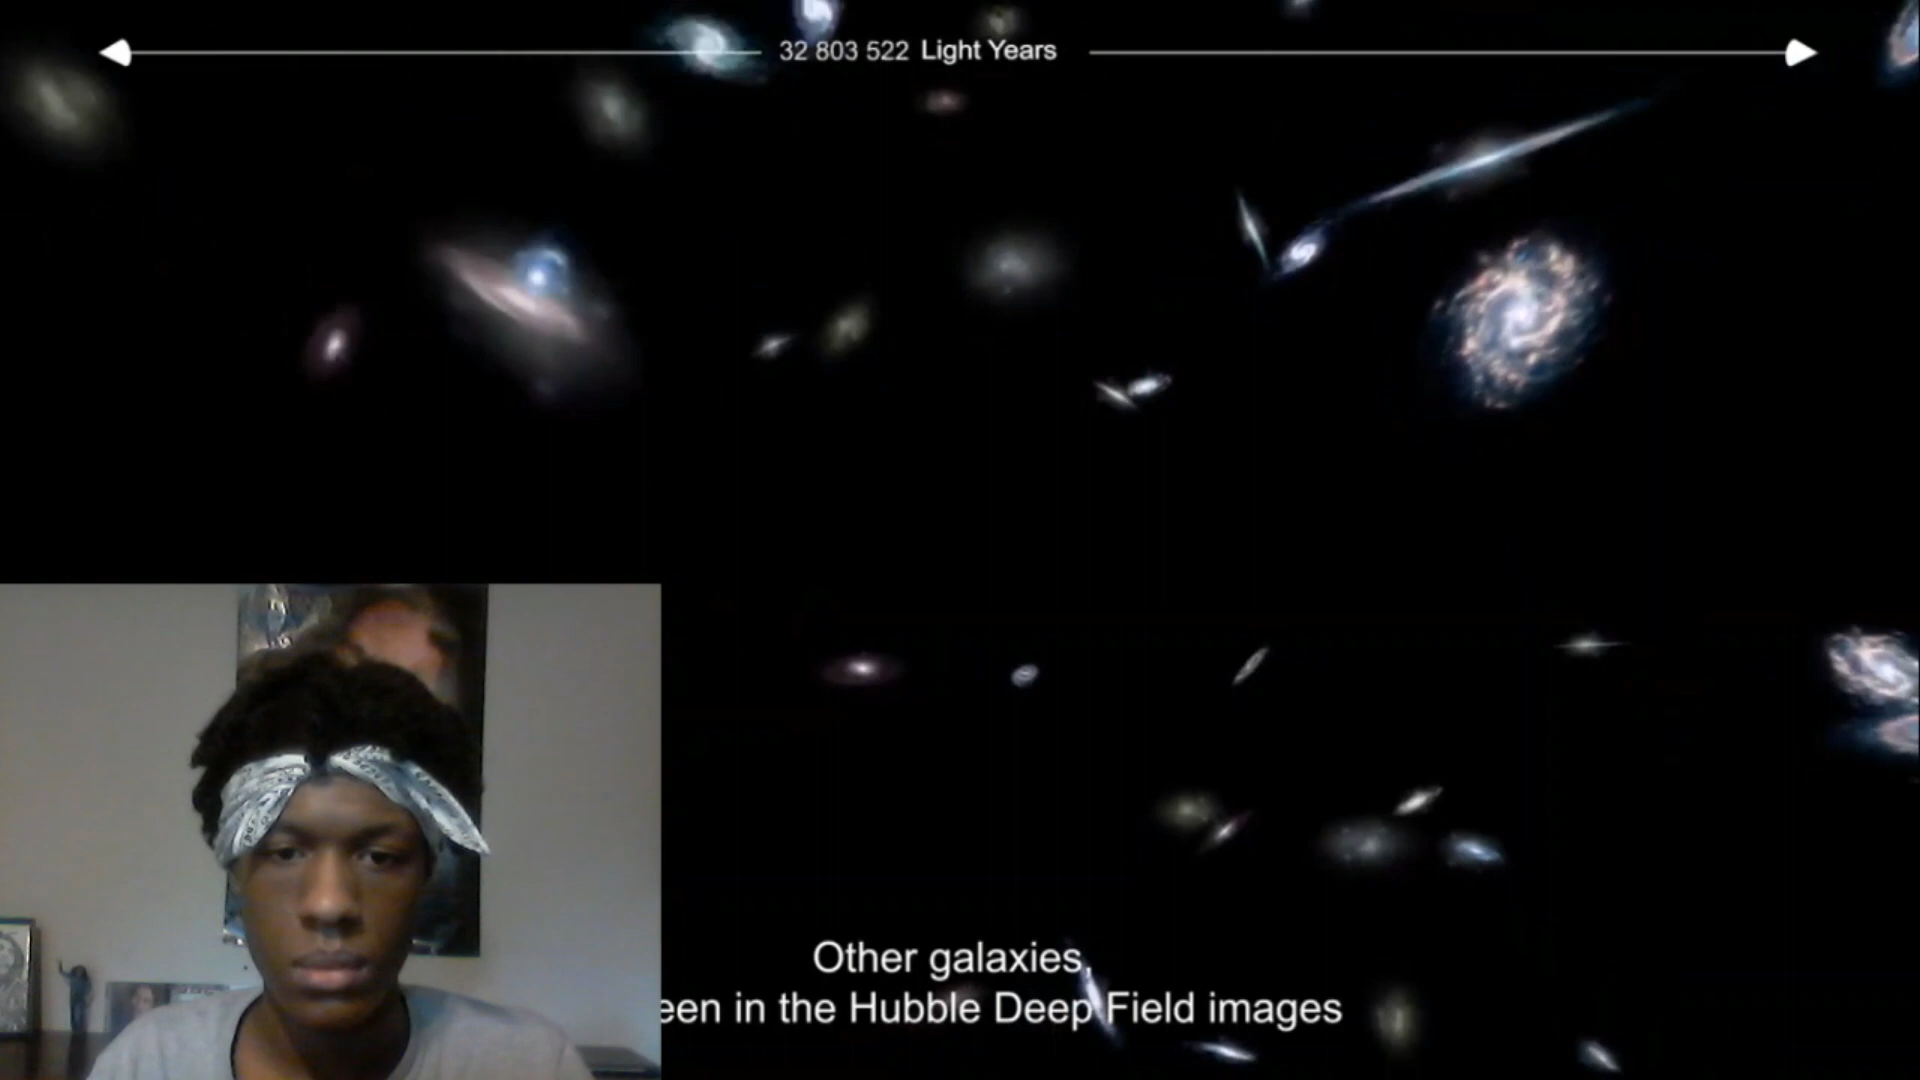 32 803 522 Light Years
Other galaxies,
een in the Hubble Deep Field images